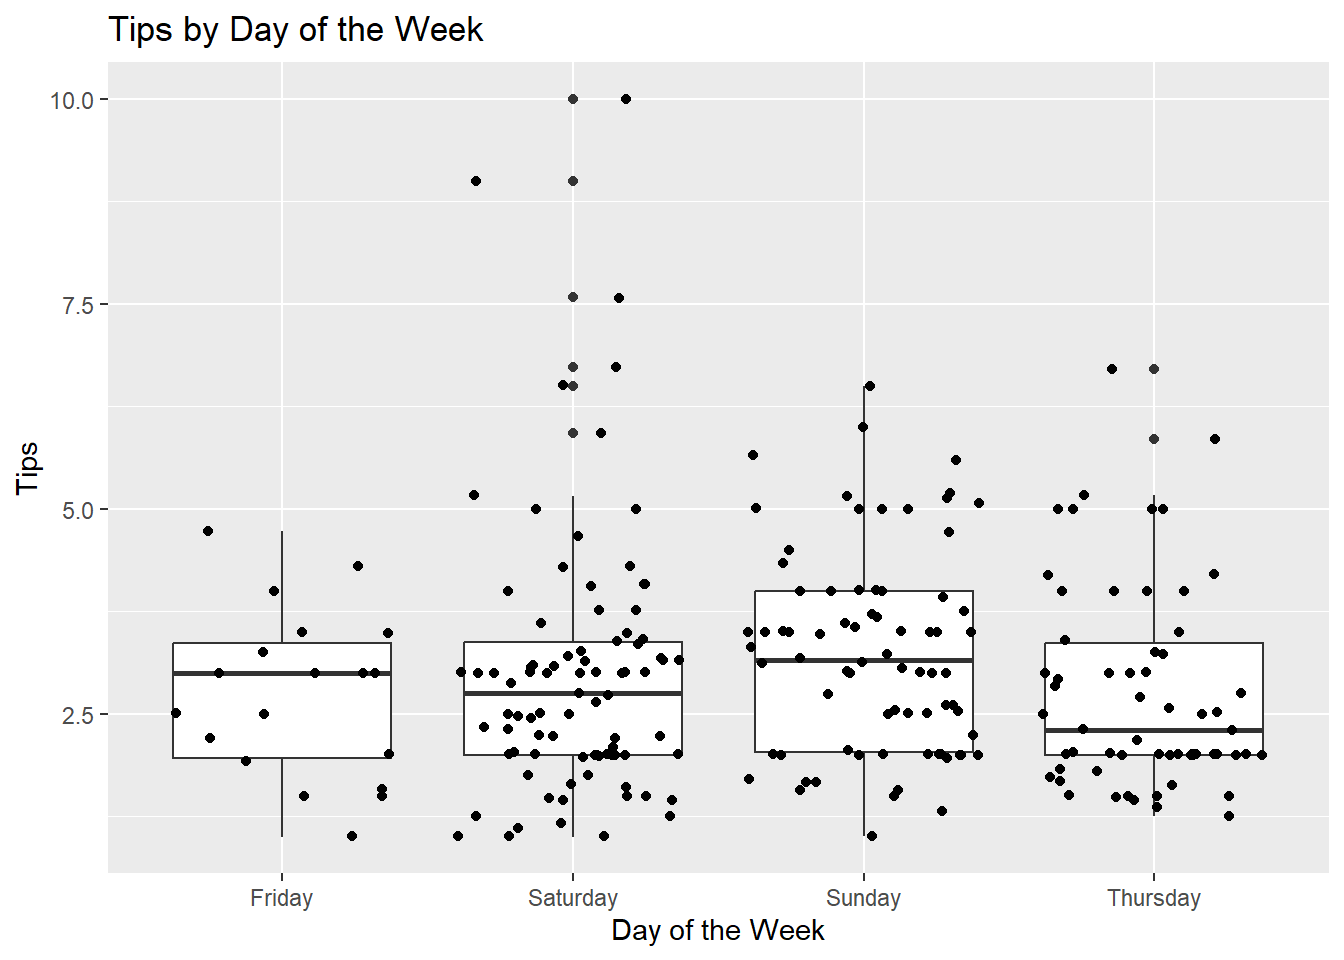 Tips by Day of the Week
10.0
7.5
5.0
2.5
Tips
Friday Saturday Sunday Thursday
Day of the Week